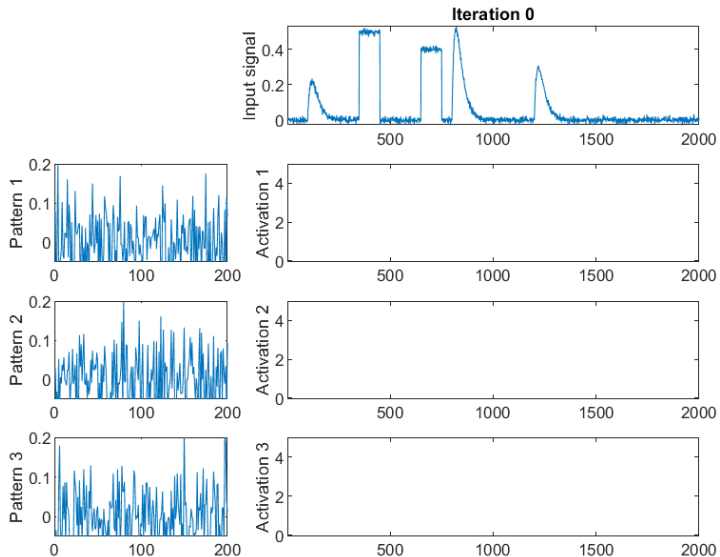 Iteration 0
Input signal
0.4
0.2
0
500 1000 1500 2000
Pattern 1
0.2
0.1
0
0 100 200
Activation 1
4
2
0
500 1000 1500 2000
Pattern 2
0.2
0.1
0
0 100 200
Activation 2
4
2
0
500 1000 1500 2000
Pattern 3
0.2
0.1
0
0 100 200
Activation 3
4
2
0
500 1000 1500 2000